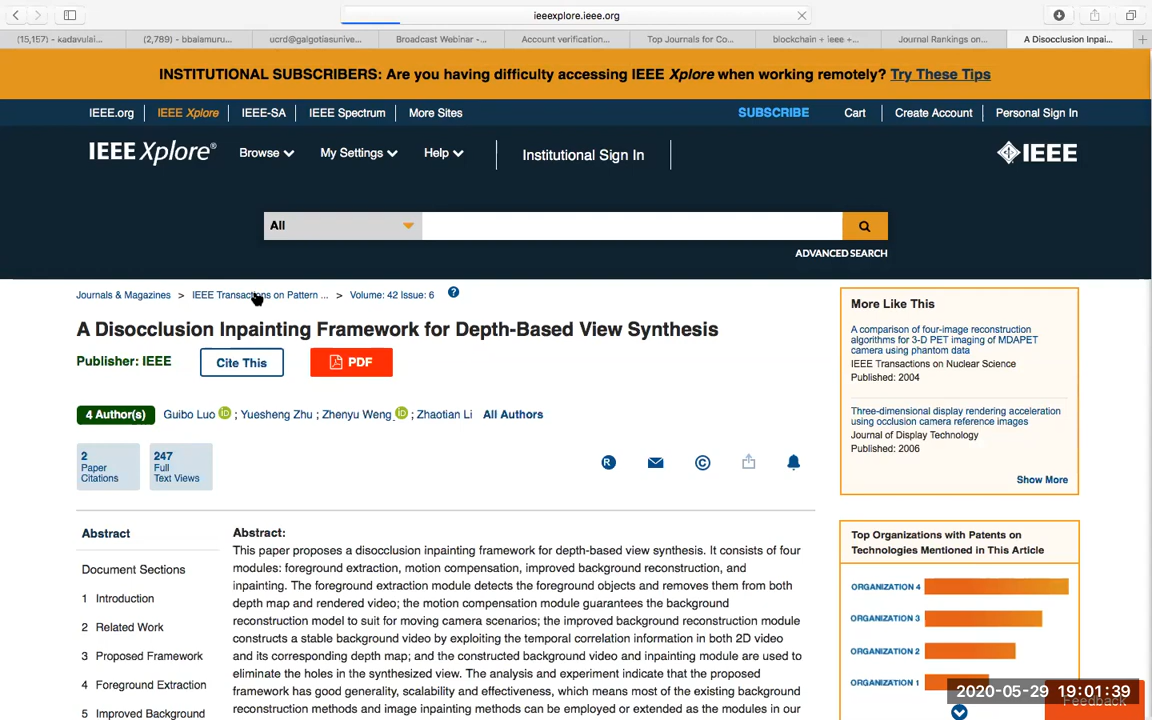 ieeexplore.ieee.org
(15,157) - kadavulai...
(2,789) - bbalamuru...
ucrd@galgotiasunive...
Broadcast Webinar -...
Account verification...
Top Journals for Co...
blockchain + ieee +...
Journal Rankings on...
A Disocclusion Inpai...
INSTITUTIONAL SUBSCRIBERS: Are you having difficulty accessing IEEE Xplore when working remotely? Try These Tips
IEEE.org
IEEE Xplore
IEEE-SA
IEEE Spectrum
More Sites
SUBSCRIBE
Cart
Create Account
Personal Sign In
IEEE Xplore®
Browse
My Settings
Help
Institutional Sign In
IEEE
All
ADVANCED SEARCH
Journals & Magazines > IEEE Transactions on Pattern ... > Volume: 42 Issue: 6 ?
A Disocclusion Inpainting Framework for Depth-Based View Synthesis
Publisher: IEEE
Cite This
PDF
4 Author(s)
Guibo Luo iD ; Yuesheng Zhu ; Zhenyu Weng iD ; Zhaotian Li
All Authors
2
Paper
Citations
247
Full
Text Views
R
©
Abstract
Document Sections
1 Introduction
2 Related Work
3 Proposed Framework
4 Foreground Extraction
5 Improved Background
Abstract:
This paper proposes a disocclusion inpainting framework for depth-based view synthesis. It consists of four
modules: foreground extraction, motion compensation, improved background reconstruction, and
inpainting. The foreground extraction module detects the foreground objects and removes them from both
depth map and rendered video; the motion compensation module guarantees the background
reconstruction model to suit for moving camera scenarios; the improved background reconstruction module
constructs a stable background video by exploiting the temporal correlation information in both 2D video
and its corresponding depth map; and the constructed background video and inpainting module are used to
eliminate the holes in the synthesized view. The analysis and experiment indicate that the proposed
framework has good generality, scalability and effectiveness, which means most of the existing background
reconstruction methods and image inpainting methods can be employed or extended as the modules in our
More Like This
A comparison of four-image reconstruction
algorithms for 3-D PET imaging of MDAPET
camera using phantom data
IEEE Transactions on Nuclear Science
Published: 2004
Three-dimensional display rendering acceleration
using occlusion camera reference images
Journal of Display Technology
Published: 2006
Show More
Top Organizations with Patents on
Technologies Mentioned in This Article
ORGANIZATION 4
ORGANIZATION 3
ORGANIZATION 2
ORGANIZATION 1
2020-05-29 19:01:39
Feedback